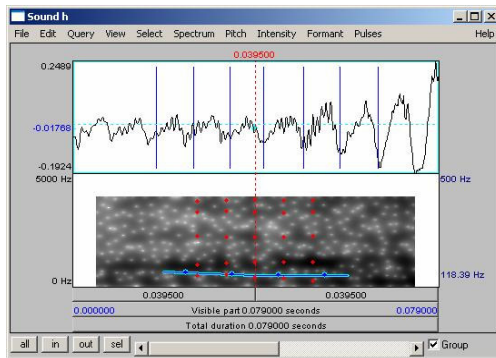 Sound h
File Edit Query View Select Spectrum Pitch Intensity Formant Pulses Help
0.039500
0.2489
-0.01768
-0.1924
5000 Hz 500 Hz
0 Hz 118.39 Hz
0.039500 0.039500
0.000000 Visible part 0.079000 seconds 0.079000
Total duration 0.079000 seconds
all in out sel Group